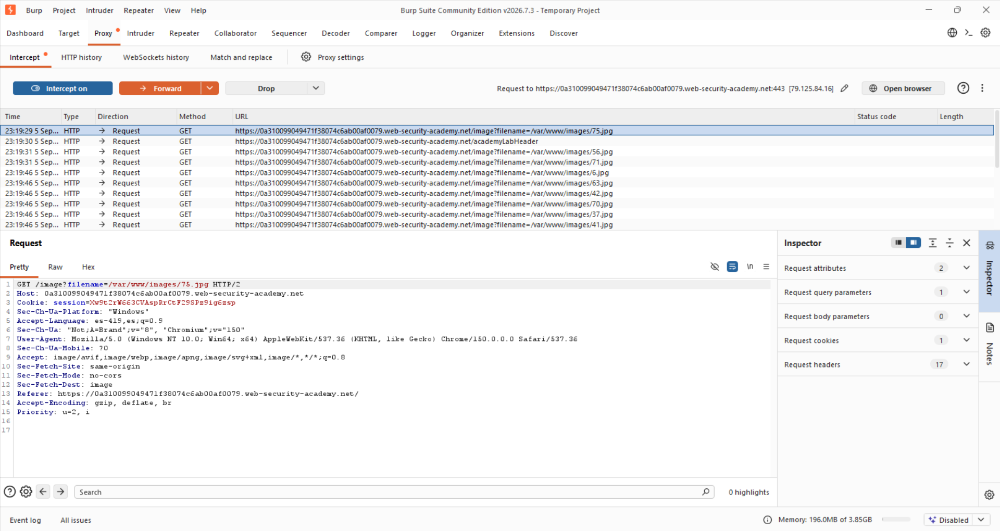 Burp Project Intruder Repeater View Help Burp Suite Community Edition v2026.7.3 - Temporary Project
Dashboard Target Proxy Intruder Repeater Collaborator Sequencer Decoder Comparer Logger Organizer Extensions Discover
Intercept HTTP history WebSockets history Match and replace Proxy settings
Intercept on Forward Drop Request to https://0a310099049471f38074c6ab00af0079.web-security-academy.net:443 [79.125.84.16] Open browser
Time Type Direction Method URL Status code Length
23:19:29 5 Sep... HTTP → Request GET https://0a310099049471f38074c6ab00af0079.web-security-academy.net/image?filename=/var/www/images/75.jpg
23:19:30 5 Sep... HTTP → Request GET https://0a310099049471f38074c6ab00af0079.web-security-academy.net/academyLabHeader
23:19:31 5 Sep... HTTP → Request GET https://0a310099049471f38074c6ab00af0079.web-security-academy.net/image?filename=/var/www/images/56.jpg
23:19:31 5 Sep... HTTP → Request GET https://0a310099049471f38074c6ab00af0079.web-security-academy.net/image?filename=/var/www/images/71.jpg
23:19:46 5 Sep... HTTP → Request GET https://0a310099049471f38074c6ab00af0079.web-security-academy.net/image?filename=/var/www/images/6.jpg
23:19:46 5 Sep... HTTP → Request GET https://0a310099049471f38074c6ab00af0079.web-security-academy.net/image?filename=/var/www/images/63.jpg
23:19:46 5 Sep... HTTP → Request GET https://0a310099049471f38074c6ab00af0079.web-security-academy.net/image?filename=/var/www/images/42.jpg
23:19:46 5 Sep... HTTP → Request GET https://0a310099049471f38074c6ab00af0079.web-security-academy.net/image?filename=/var/www/images/70.jpg
23:19:46 5 Sep... HTTP → Request GET https://0a310099049471f38074c6ab00af0079.web-security-academy.net/image?filename=/var/www/images/37.jpg
23:19:46 5 Sep... HTTP → Request GET https://0a310099049471f38074c6ab00af0079.web-security-academy.net/image?filename=/var/www/images/41.jpg
Request
Pretty Raw Hex \n
1 GET /image?filename=/var/www/images/75.jpg HTTP/2
2 Host: 0a310099049471f38074c6ab00af0079.web-security-academy.net
3 Cookie: session=Xw9t2rW663CVAspRrCtF29SPz9ig6zsp
4 Sec-Ch-Ua-Platform: "Windows"
5 Accept-Language: es-419,es;q=0.9
6 Sec-Ch-Ua: "Not;A=Brand";v="8", "Chromium";v="150"
7 User-Agent: Mozilla/5.0 (Windows NT 10.0; Win64; x64) AppleWebKit/537.36 (KHTML, like Gecko) Chrome/150.0.0.0 Safari/537.36
8 Sec-Ch-Ua-Mobile: ?0
9 Accept: image/avif,image/webp,image/apng,image/svg+xml,image/*,*/*;q=0.8
10 Sec-Fetch-Site: same-origin
11 Sec-Fetch-Mode: no-cors
12 Sec-Fetch-Dest: image
13 Referer: https://0a310099049471f38074c6ab00af0079.web-security-academy.net/
14 Accept-Encoding: gzip, deflate, br
15 Priority: u=2, i
16
17
Search 0 highlights
Inspector
Request attributes 2
Request query parameters 1
Request body parameters 0
Request cookies 1
Request headers 17
Inspector
Notes
Event log All issues Memory: 196.0MB of 3.85GB Disabled